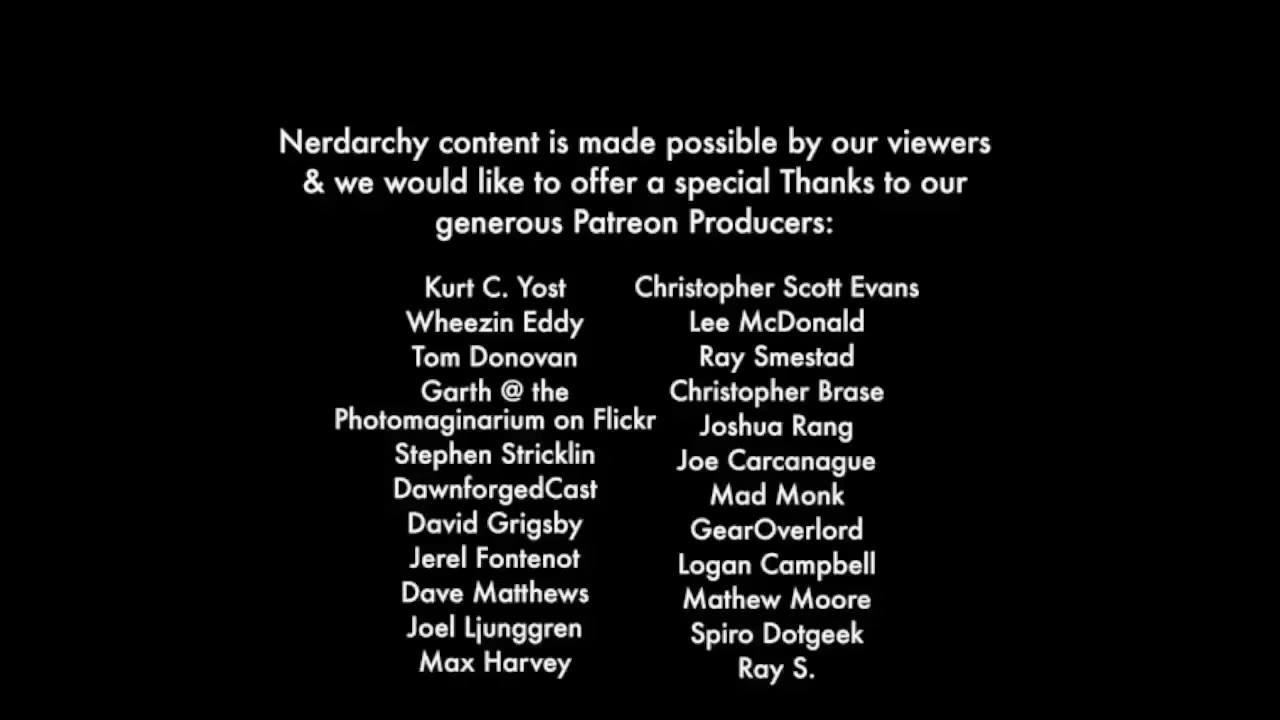 Nerdarchy content is made possible by our viewers
& we would like to offer a special Thanks to our
generous Patreon Producers:
Kurt C. Yost
Wheezin Eddy
Tom Donovan
Garth @ the
Photomaginarium on Flickr
Stephen Stricklin
DawnforgedCast
David Grigsby
Jerel Fontenot
Dave Matthews
Joel Ljunggren
Max Harvey
Christopher Scott Evans
Lee McDonald
Ray Smestad
Christopher Brase
Joshua Rang
Joe Carcanague
Mad Monk
GearOverlord
Logan Campbell
Mathew Moore
Spiro Dotgeek
Ray S.